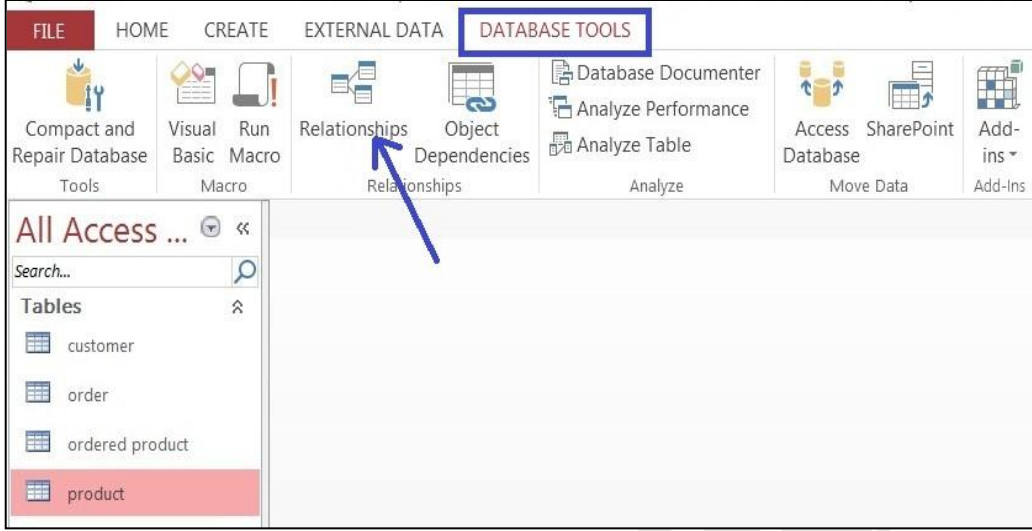 FILE HOME CREATE EXTERNAL DATA DATABASE TOOLS
Compact and
Repair Database
Visual
Basic
Run
Macro
Relationships
Object
Dependencies
Database Documenter
Analyze Performance
Analyze Table
Access
Database
SharePoint
Add-
ins
Tools Macro Relationships Analyze Move Data Add-Ins
All Access ...
Search...
Tables
customer
order
ordered product
product